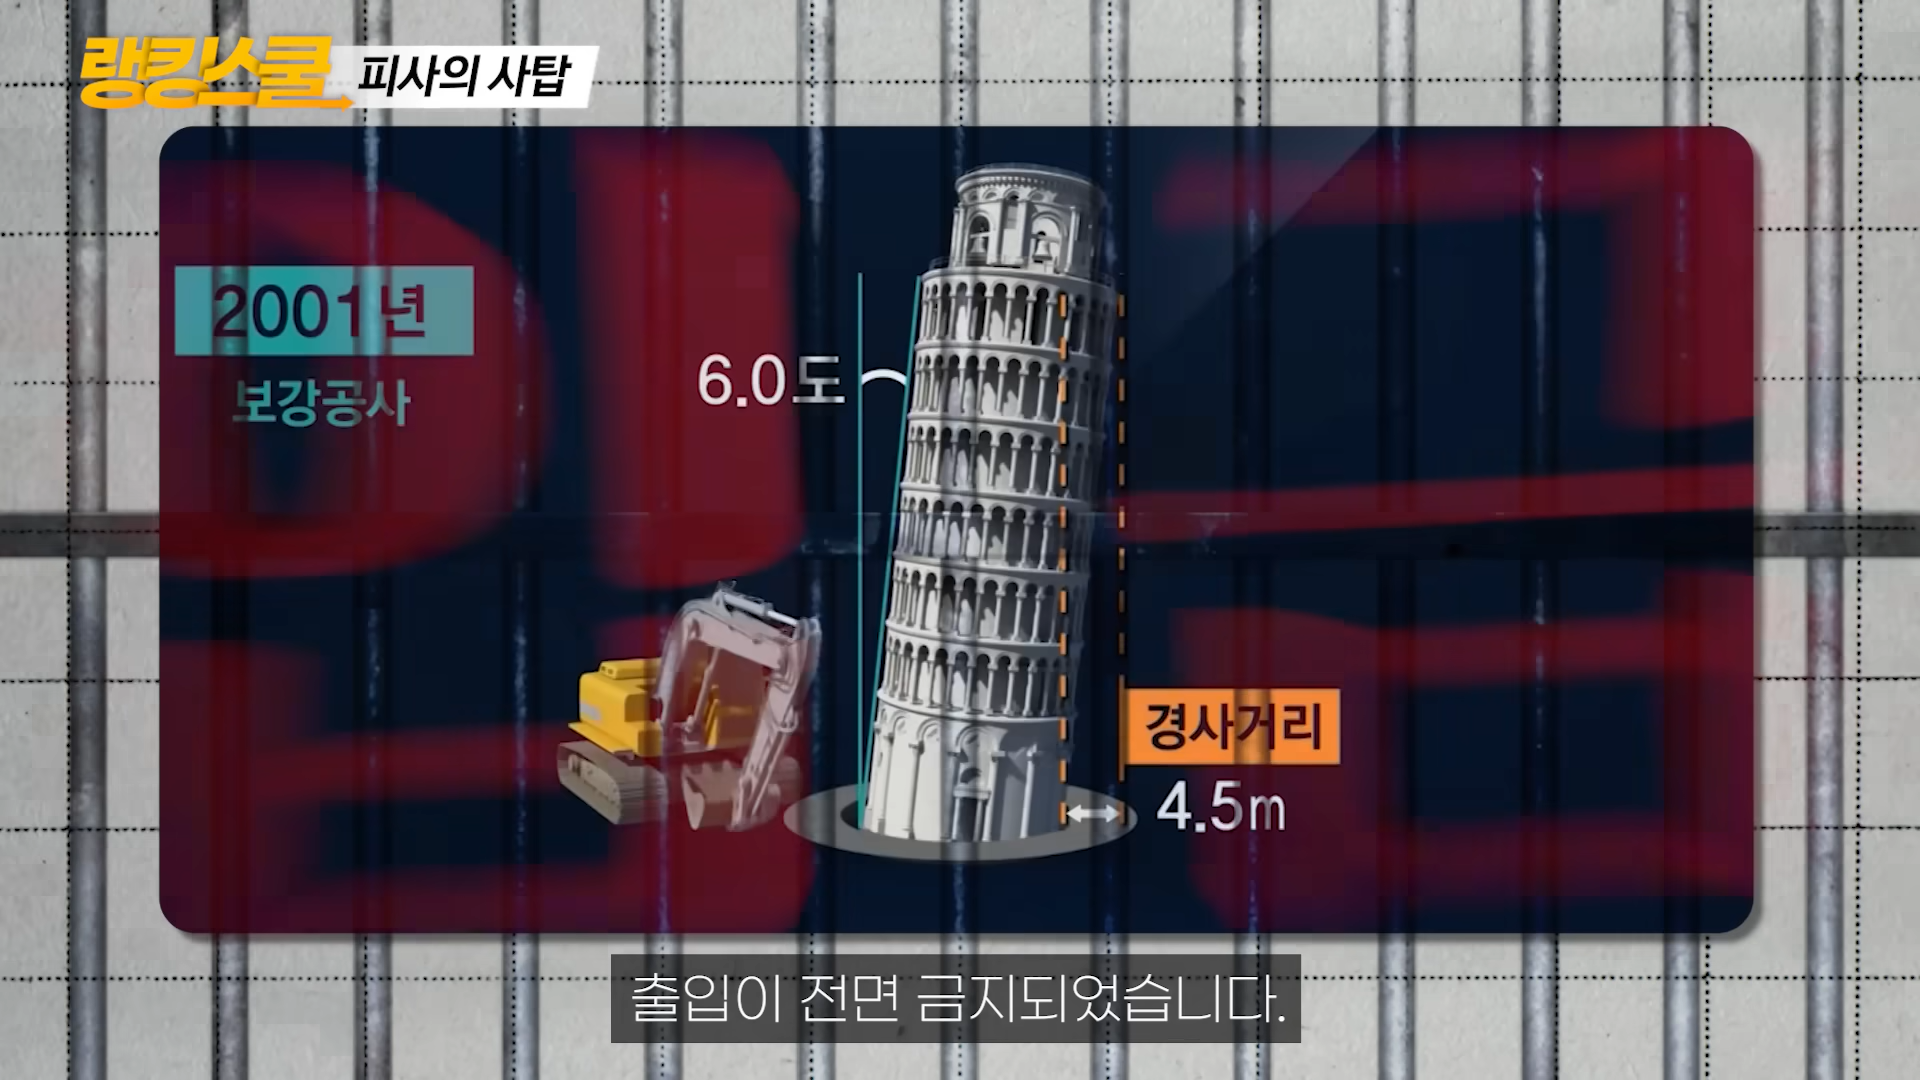 랭킹스쿨
피사의 사탑
2001년
보강공사
6.0도
경사거리
4.5m
출입이 전면 금지되었습니다.